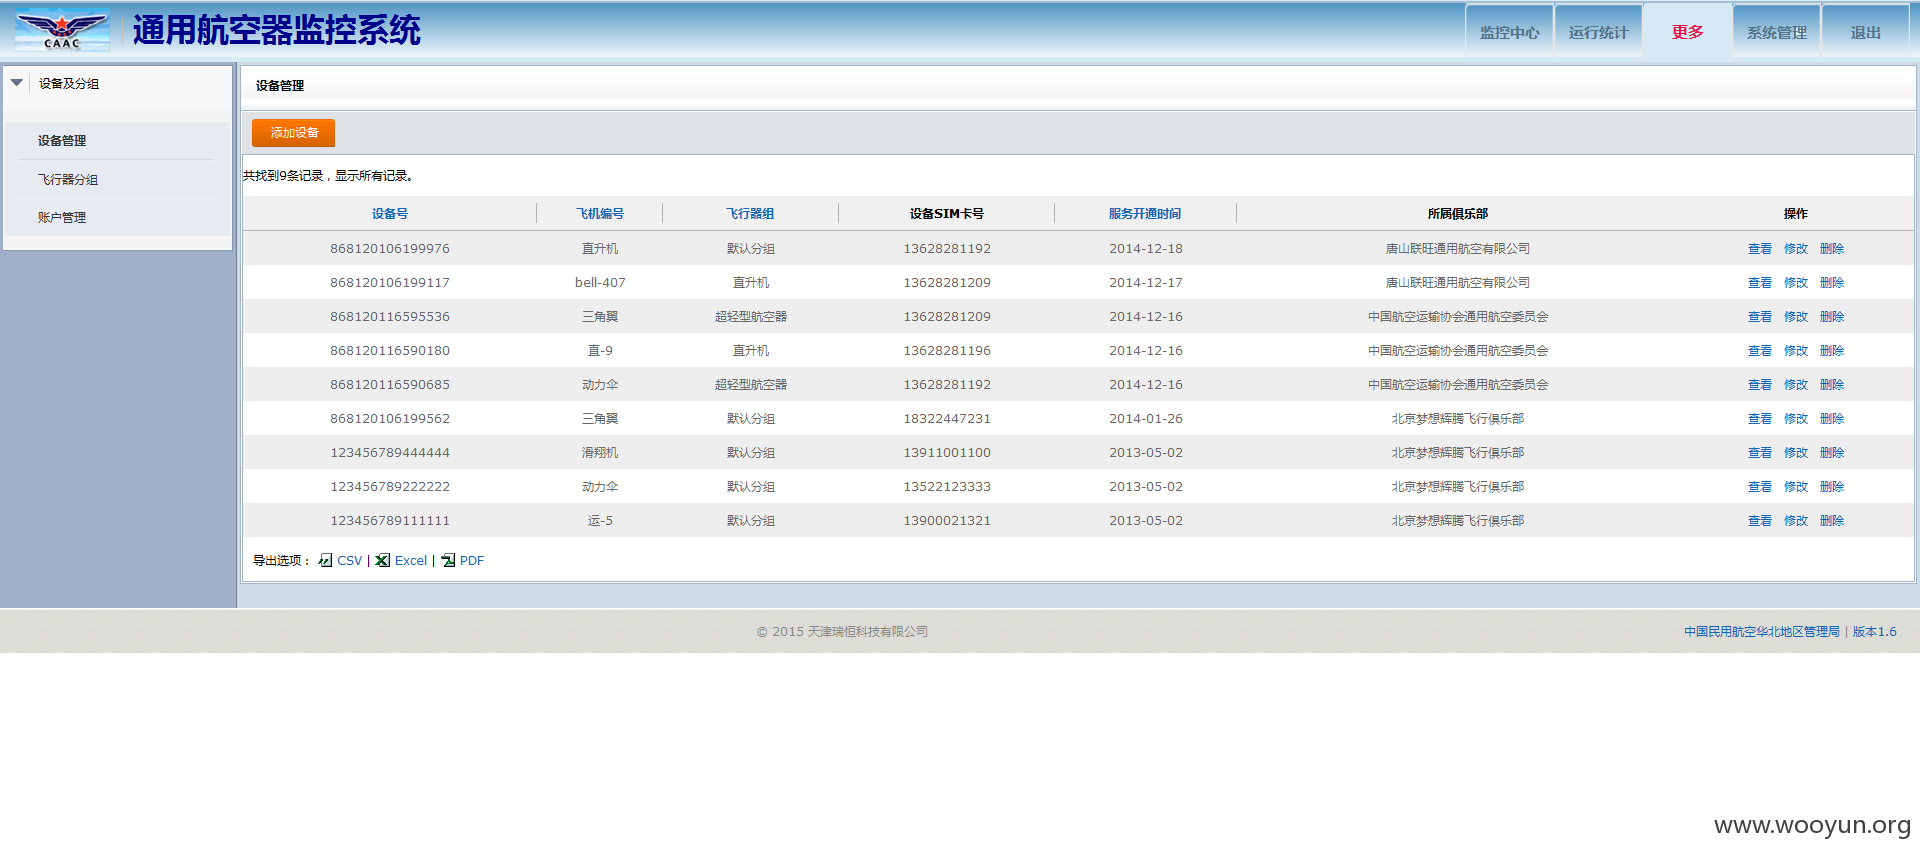 CAAC 通用航空器监控系统 监控中心 运行统计 更多 系统管理 退出
设备及分组
设备管理
飞行器分组
账户管理
设备管理
添加设备
共找到9条记录，显示所有记录。
设备号 飞机编号 飞行器组 设备SIM卡号 服务开通时间 所属俱乐部 操作
868120106199976 直升机 默认分组 13628281192 2014-12-18 唐山联旺通用航空有限公司 查看 修改 删除
868120106199117 bell-407 直升机 13628281209 2014-12-17 唐山联旺通用航空有限公司 查看 修改 删除
868120116595536 三角翼 超轻型航空器 13628281209 2014-12-16 中国航空运输协会通用航空委员会 查看 修改 删除
868120116590180 直-9 直升机 13628281196 2014-12-16 中国航空运输协会通用航空委员会 查看 修改 删除
868120116590685 动力伞 超轻型航空器 13628281192 2014-12-16 中国航空运输协会通用航空委员会 查看 修改 删除
868120106199562 三角翼 默认分组 18322447231 2014-01-26 北京梦想辉腾飞行俱乐部 查看 修改 删除
123456789444444 滑翔机 默认分组 13911001100 2013-05-02 北京梦想辉腾飞行俱乐部 查看 修改 删除
123456789222222 动力伞 默认分组 13522123333 2013-05-02 北京梦想辉腾飞行俱乐部 查看 修改 删除
123456789111111 运-5 默认分组 13900021321 2013-05-02 北京梦想辉腾飞行俱乐部 查看 修改 删除
导出选项： CSV | Excel | PDF
© 2015 天津瑞恒科技有限公司 中国民用航空华北地区管理局 | 版本1.6
www.wooyun.org